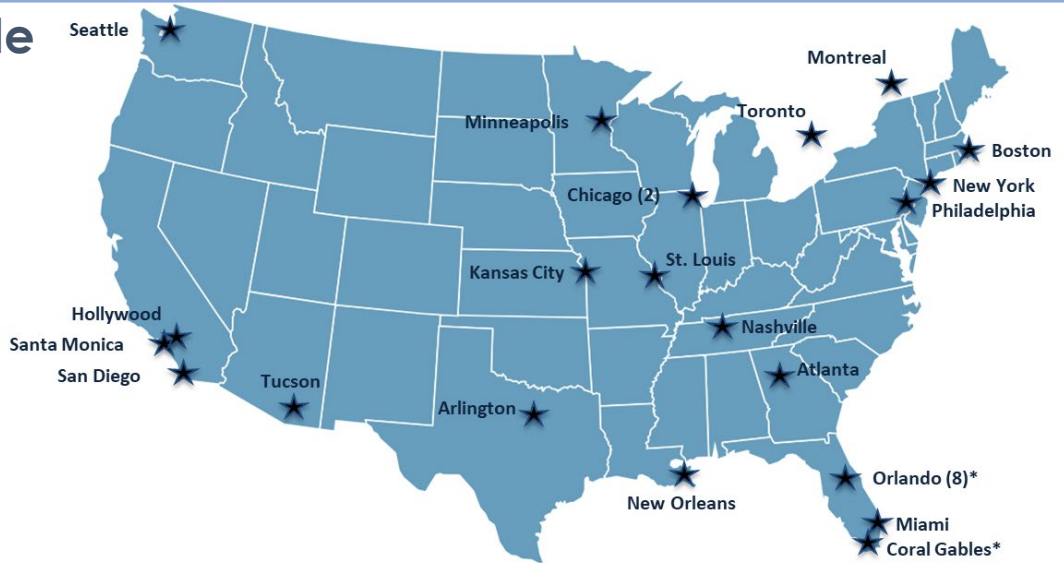 Seattle
Montreal
Toronto
Minneapolis
Boston
New York
Chicago (2)
Philadelphia
St. Louis
Kansas City
Hollywood
Nashville
Santa Monica
Atlanta
San Diego
Tucson
Arlington
Orlando (8)*
New Orleans
Miami
Coral Gables*